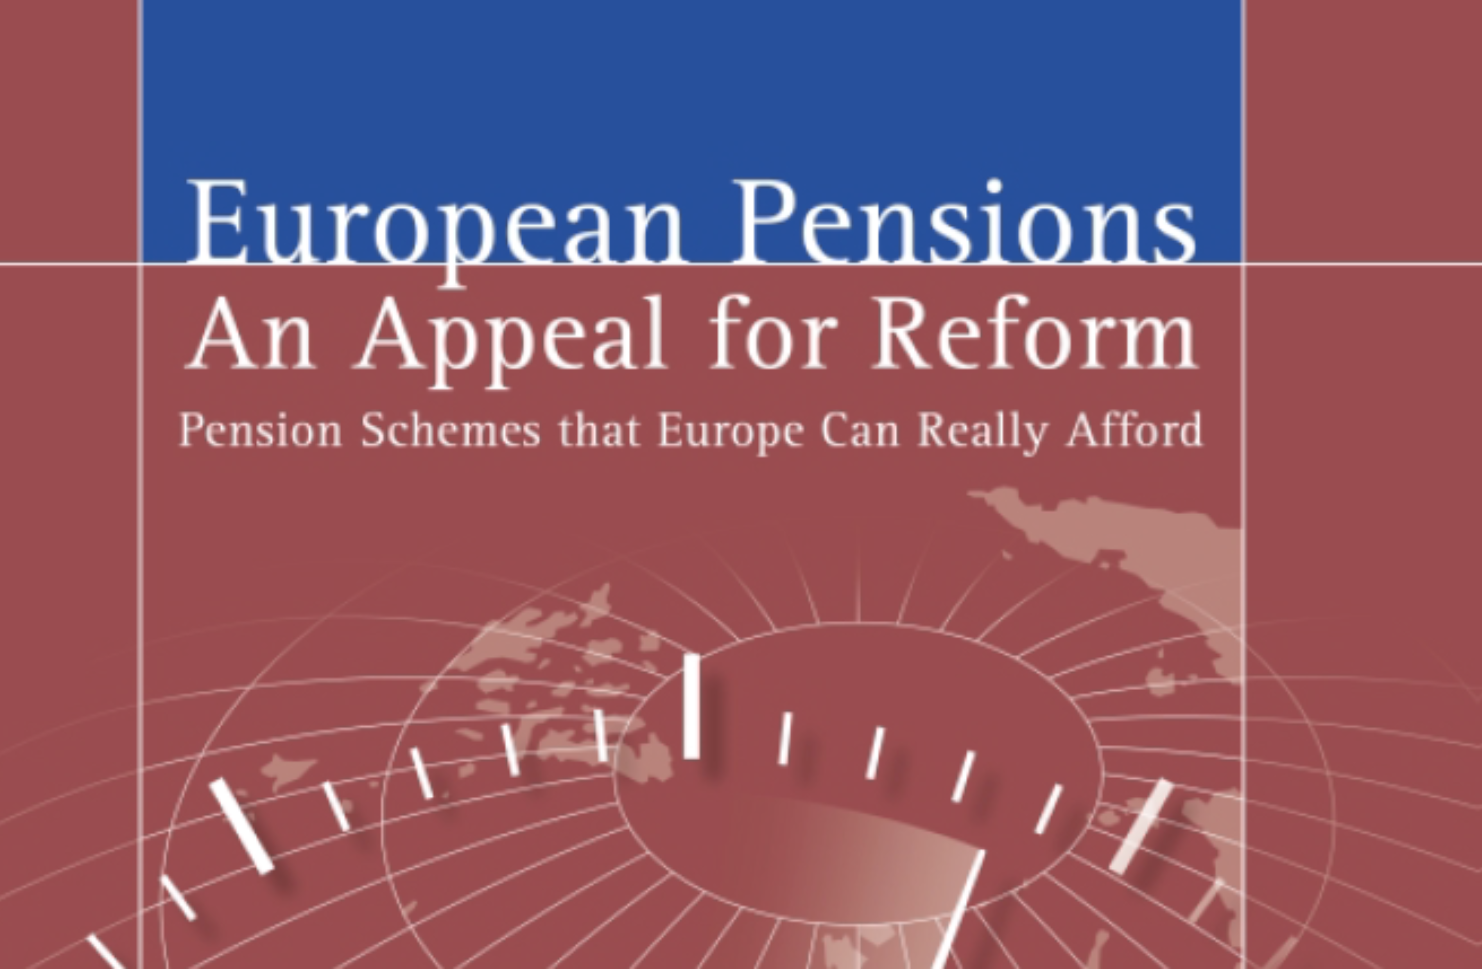 European Pensions
An Appeal for Reform
Pension Schemes that Europe Can Really Afford